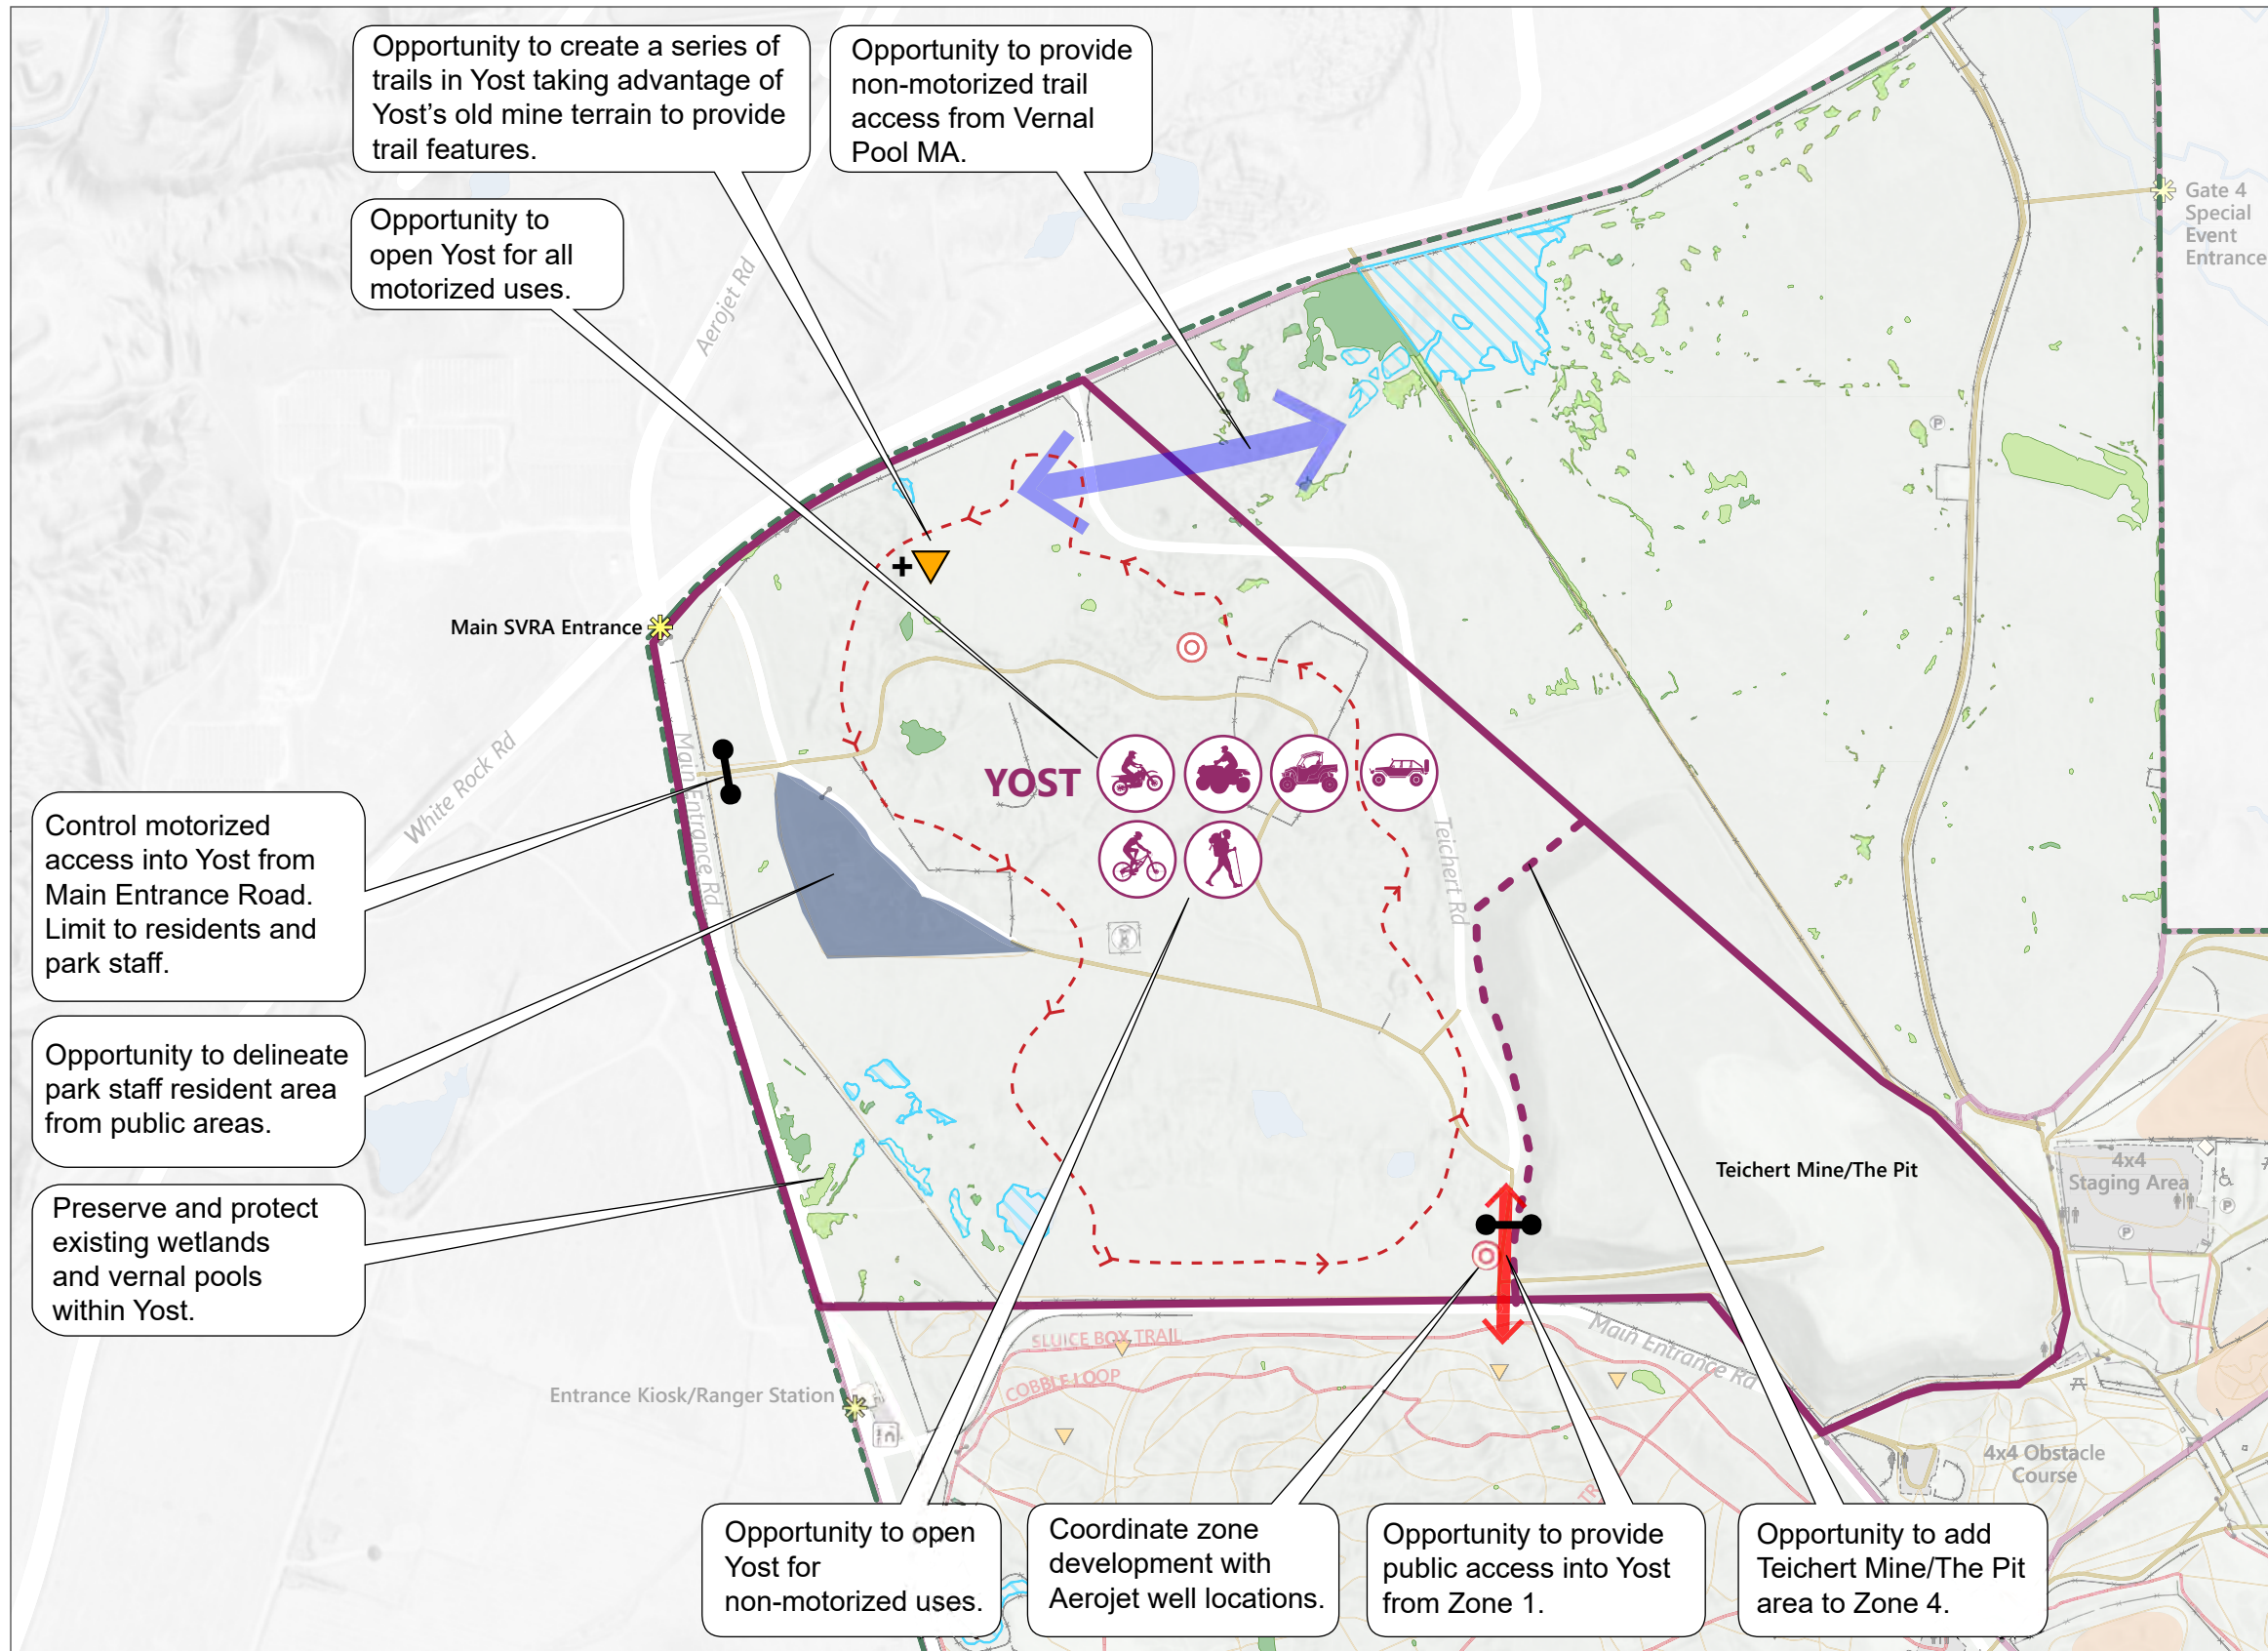 Opportunity to create a series of
trails in Yost taking advantage of
Yost's old mine terrain to provide
trail features.
Opportunity to provide
non-motorized trail
access from Vernal
Pool MA.
Opportunity to
open Yost for all
motorized uses.
Aerojet Rd
Gate 4
Special
Event
Entrance
P
Main SVRA Entrance
White Rock Rd
Main Entrance Rd
YOST
Teichert Rd
Control motorized
access into Yost from
Main Entrance Road.
Limit to residents and
park staff.
Opportunity to delineate
park staff resident area
from public areas.
Preserve and protect
existing wetlands
and vernal pools
within Yost.
Teichert Mine/The Pit
4x4
Staging Area
P
P
SLUICE BOX TRAIL
COBBLE LOOP
Main Entrance Rd
Entrance Kiosk/Ranger Station
4x4 Obstacle
Course
Opportunity to open
Yost for
non-motorized uses.
Coordinate zone
development with
Aerojet well locations.
Opportunity to provide
public access into Yost
from Zone 1.
Opportunity to add
Teichert Mine/The Pit
area to Zone 4.